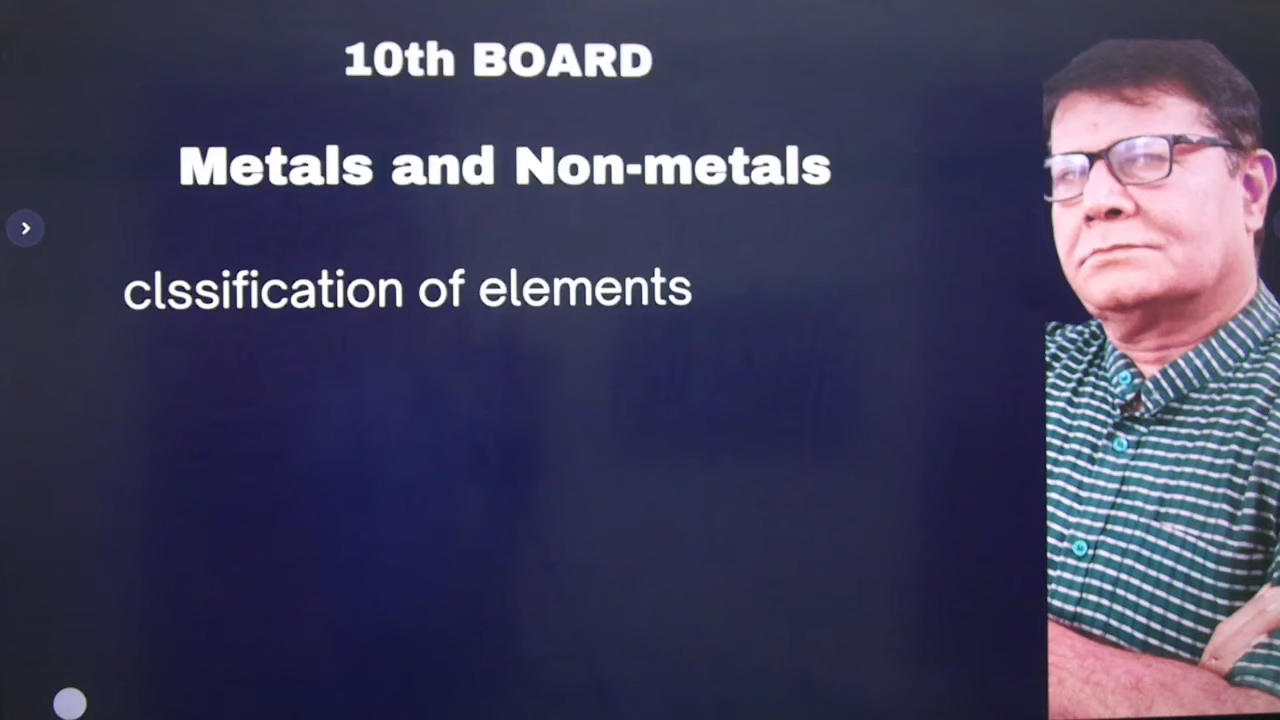 10th BOARD
Metals and Non-metals
clssification of elements